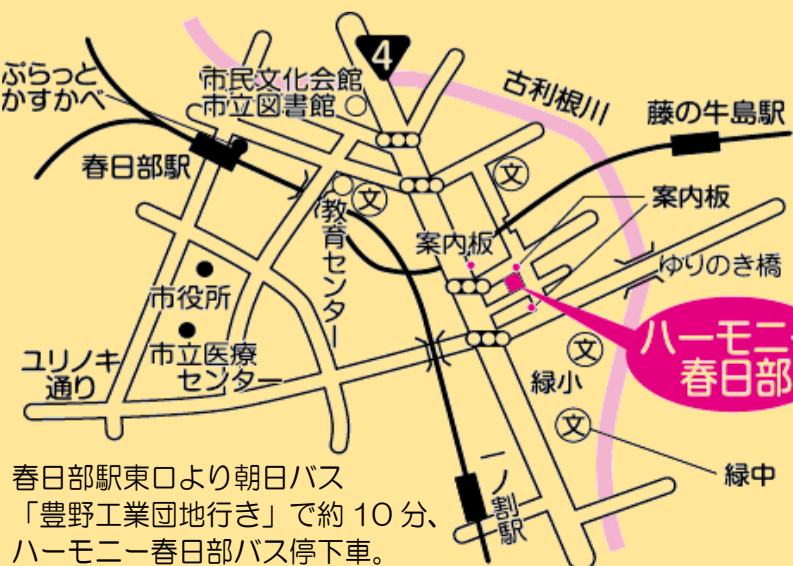 4
ぷらっと
かすかべ
市民文化会館
市立図書館
古利根川
藤の牛島駅
春日部駅
文
文
案内板
教育センター
案内板
ゆりのき橋
市役所
市立医療
センター
ユリノキ
通り
ハーモニー
春日部
文
緑小
文
緑中
一ノ割駅
春日部駅東口より朝日バス
「豊野工業団地行き」で約 10 分、
ハーモニー春日部バス停下車。